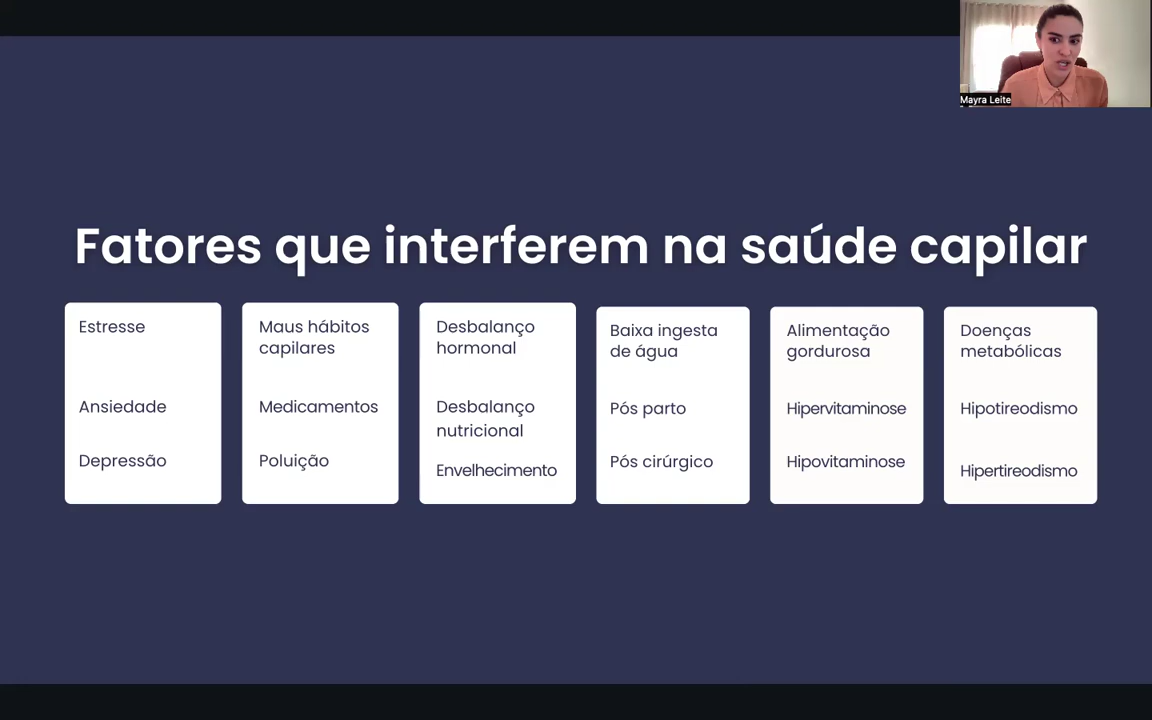 Mayra Leite
Fatores que interferem na saúde capilar
Estresse
Ansiedade
Depressão
Maus hábitos
capilares
Medicamentos
Poluição
Desbalanço
hormonal
Desbalanço
nutricional
Envelhecimento
Baixa ingesta
de água
Pós parto
Pós cirúrgico
Alimentação
gordurosa
Hipervitaminose
Hipovitaminose
Doenças
metabólicas
Hipotireodismo
Hipertireodismo